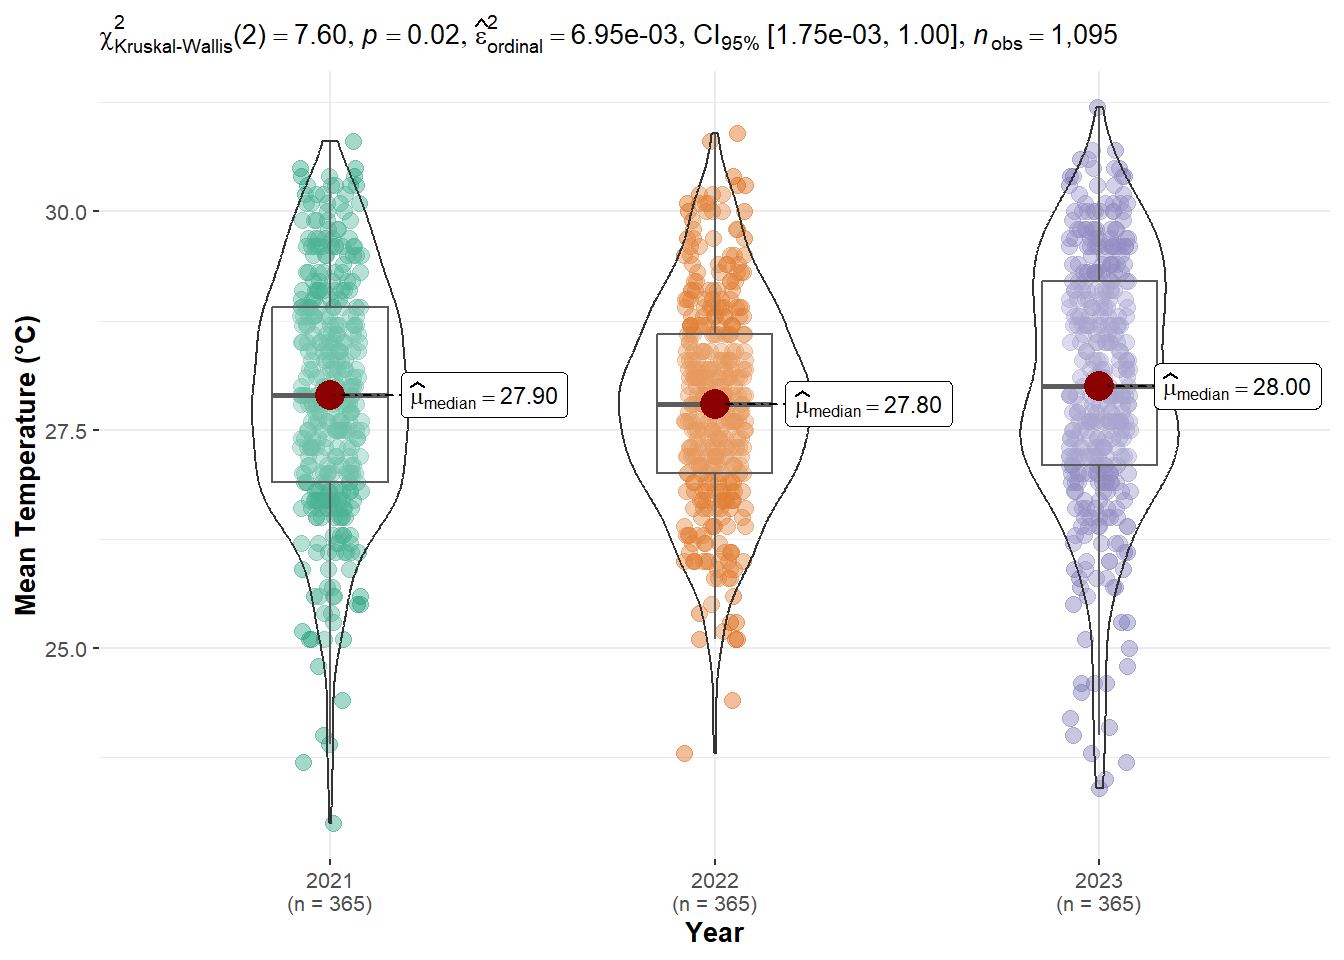 χ²Kruskal-Wallis(2) = 7.60, p = 0.02, ε̂²ordinal = 6.95e-03, CI95% [1.75e-03, 1.00], nobs = 1,095
Mean Temperature (°C)
30.0
27.5
25.0
μ̂median = 27.90
μ̂median = 27.80
μ̂median = 28.00
2021
(n = 365)
2022
(n = 365)
2023
(n = 365)
Year